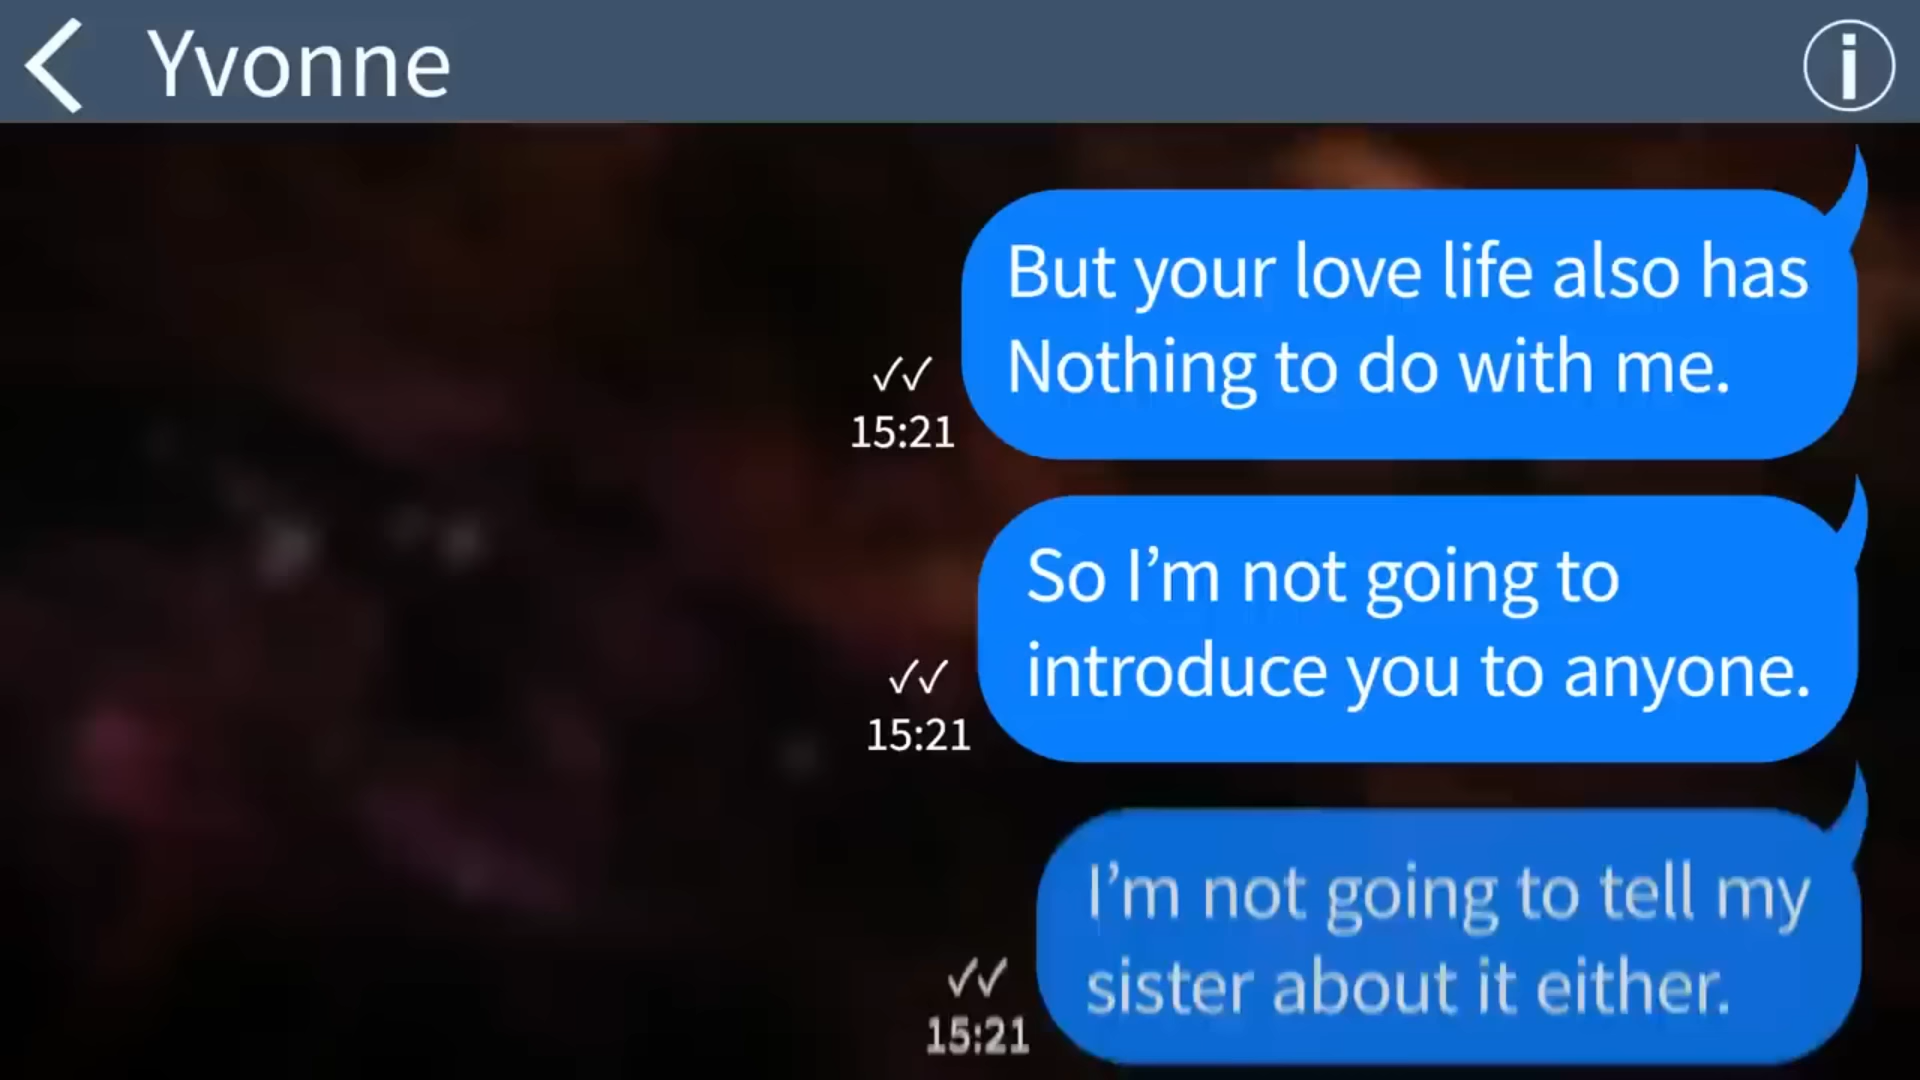 Yvonne
But your love life also has
Nothing to do with me.
✓✓
15:21
So I’m not going to
introduce you to anyone.
✓✓
15:21
I’m not going to tell my
sister about it either.
✓✓
15:21